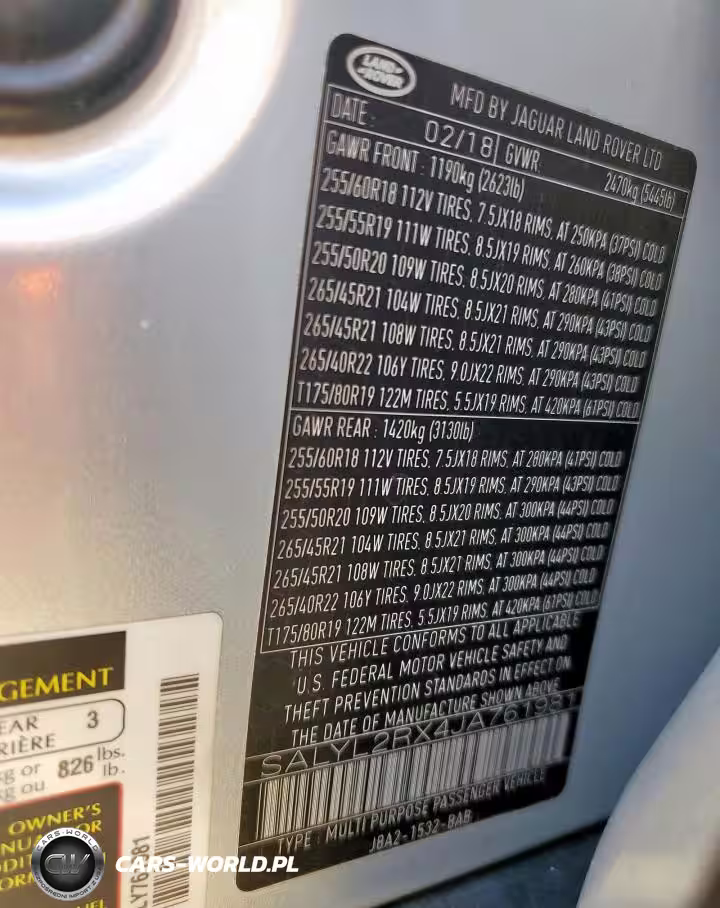 LAND ROVER
MFD BY JAGUAR LAND ROVER LTD
DATE: 02/18 GVWR: 2470kg (5445lb)
GAWR FRONT : 1190kg (2623lb)
255/60R18 112V TIRES, 7.5JX18 RIMS, AT 250KPA (37PSI) COLD
255/55R19 111W TIRES, 8.5JX19 RIMS, AT 260KPA (38PSI) COLD
255/50R20 109W TIRES, 8.5JX20 RIMS, AT 280KPA (41PSI) COLD
265/45R21 104W TIRES, 8.5JX21 RIMS, AT 290KPA (43PSI) COLD
265/45R21 108W TIRES, 8.5JX21 RIMS, AT 290KPA (43PSI) COLD
265/40R22 106Y TIRES, 9.0JX22 RIMS, AT 290KPA (43PSI) COLD
T175/80R19 122M TIRES, 5.5JX19 RIMS, AT 420KPA (61PSI) COLD
GAWR REAR : 1420kg (3130lb)
255/60R18 112V TIRES, 7.5JX18 RIMS, AT 280KPA (41PSI) COLD
255/55R19 111W TIRES, 8.5JX19 RIMS, AT 290KPA (43PSI) COLD
255/50R20 109W TIRES, 8.5JX20 RIMS, AT 300KPA (44PSI) COLD
265/45R21 104W TIRES, 8.5JX21 RIMS, AT 300KPA (44PSI) COLD
265/45R21 108W TIRES, 8.5JX21 RIMS, AT 300KPA (44PSI) COLD
265/40R22 106Y TIRES, 9.0JX22 RIMS, AT 300KPA (44PSI) COLD
T175/80R19 122M TIRES, 5.5JX19 RIMS, AT 420KPA (61PSI) COLD
THIS VEHICLE CONFORMS TO ALL APPLICABLE
U.S. FEDERAL MOTOR VEHICLE SAFETY AND
THEFT PREVENTION STANDARDS IN EFFECT ON
THE DATE OF MANUFACTURE SHOWN ABOVE
SALYL2RX4JA761981
TYPE : MULTI PURPOSE PASSENGER VEHICLE
J8A2-1532-BAB
GEMENT
EAR 3
RIÈRE
kg or 826 lbs.
kg ou lb.
OWNER'S
CARS-WORLD.PL